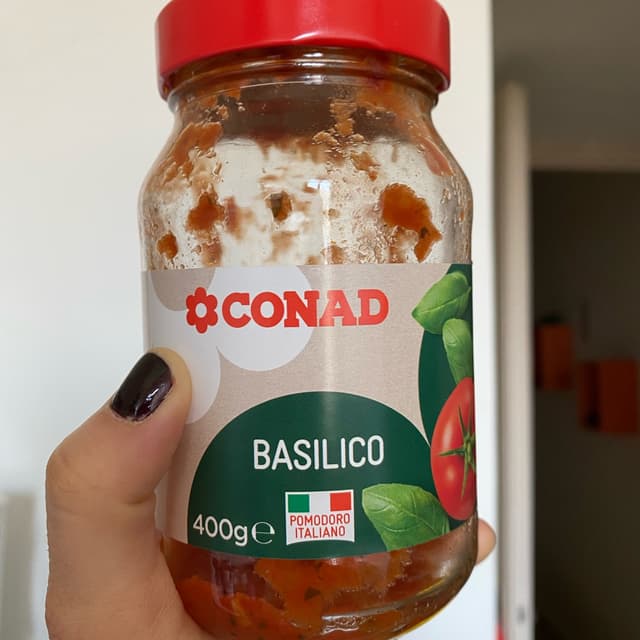 CONAD
BASILICO
400g℮
POMODORO
ITALIANO